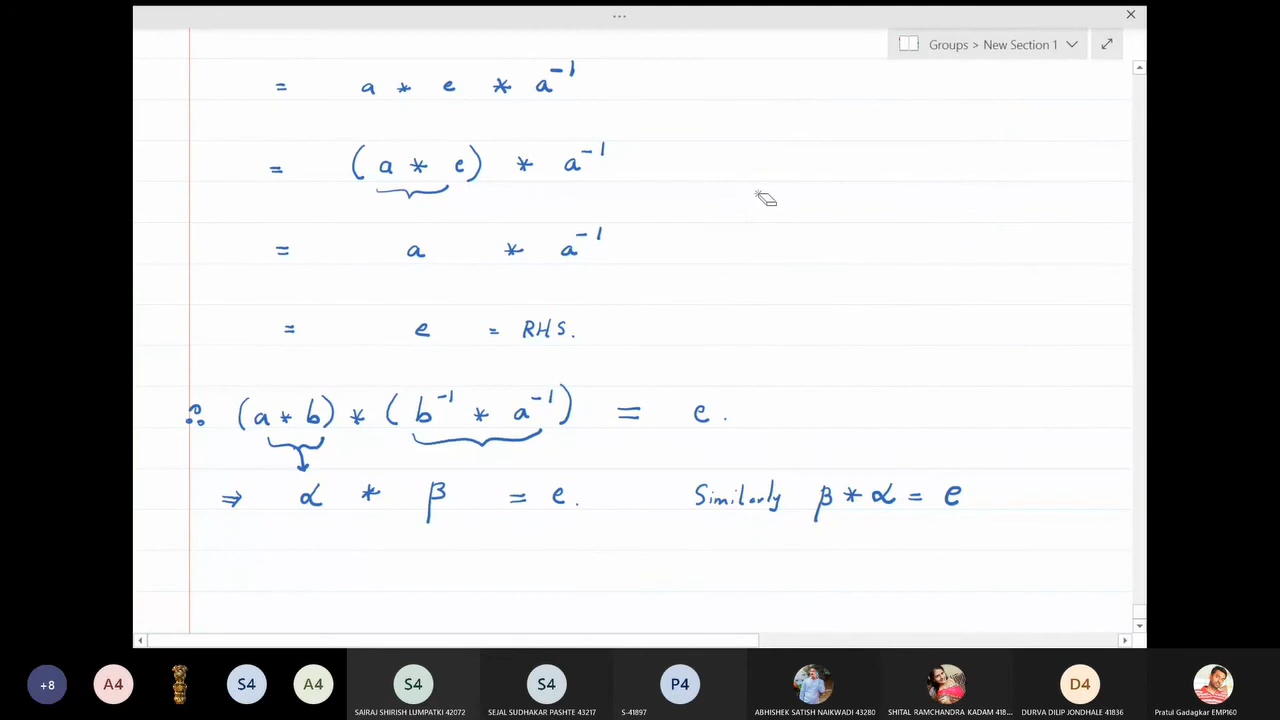 Groups > New Section 1
= a * e * a⁻¹
= (a * e) * a⁻¹
= a * a⁻¹
= e = RHS.
∴ (a * b) * (b⁻¹ * a⁻¹) = e.
⇒ α * β = e. Similarly β * α = e
+8 A4 S4 A4 S4 S4 P4 D4
SAIRAJ SHIRISH LUMPATKI 42072 SEJAL SUDHAKAR PASHTE 43217 S-41897 ABHISHEK SATISH NAIKWADI 43280 SHITAL RAMCHANDRA KADAM 418... DURVA DILIP JONDHALE 41836 Pratul Gadagkar EMP160